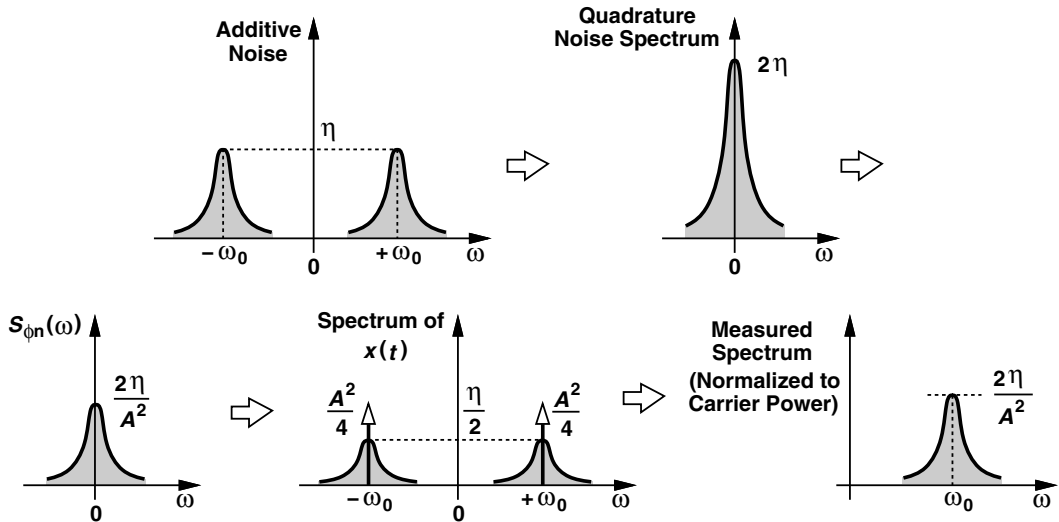 Additive
Noise
η
−ω₀
0
+ω₀
ω
Quadrature
Noise Spectrum
2η
0
ω
S_ϕn(ω)
2η
A²
0
ω
Spectrum of
x(t)
A²
4
η
2
A²
4
−ω₀
0
+ω₀
ω
Measured
Spectrum
(Normalized to
Carrier Power)
2η
A²
ω₀
ω